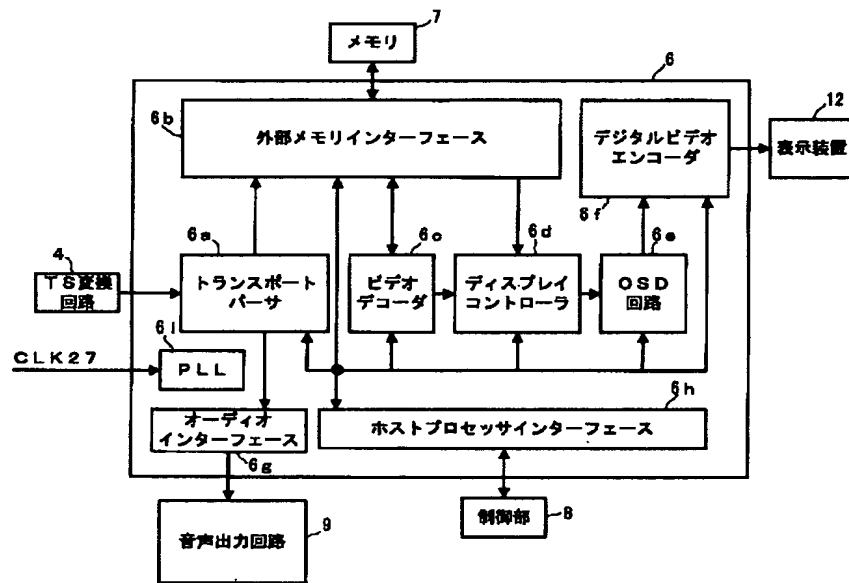 7
メモリ
6
6b
外部メモリインターフェース
デジタルビデオ
エンコーダ
6f
12
表示装置
4
TS変換
回路
6a
トランスポート
パーサ
6c
ビデオ
デコーダ
6d
ディスプレイ
コントローラ
6e
OSD
回路
CLK27
6i
PLL
オーディオ
インターフェース
6g
6h
ホストプロセッサインターフェース
音声出力回路
9
制御部
8